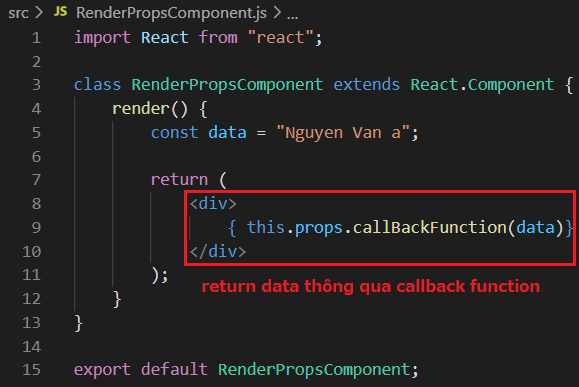 src > JS RenderPropsComponent.js > ...
1 import React from "react";
2
3 class RenderPropsComponent extends React.Component {
4 render() {
5 const data = "Nguyen Van a";
6
7 return (
8 <div>
9 { this.props.callBackFunction(data)}
10 </div>
11 );
return data thông qua callback function
12 }
13 }
14
15 export default RenderPropsComponent;